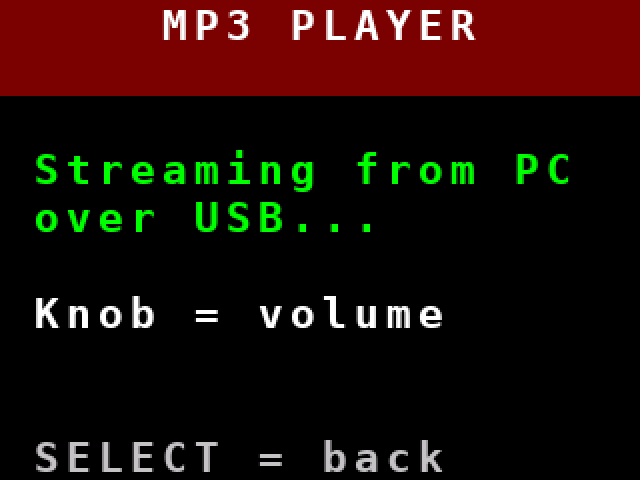 MP3 PLAYER
Streaming from PC
over USB...
Knob = volume
SELECT = back